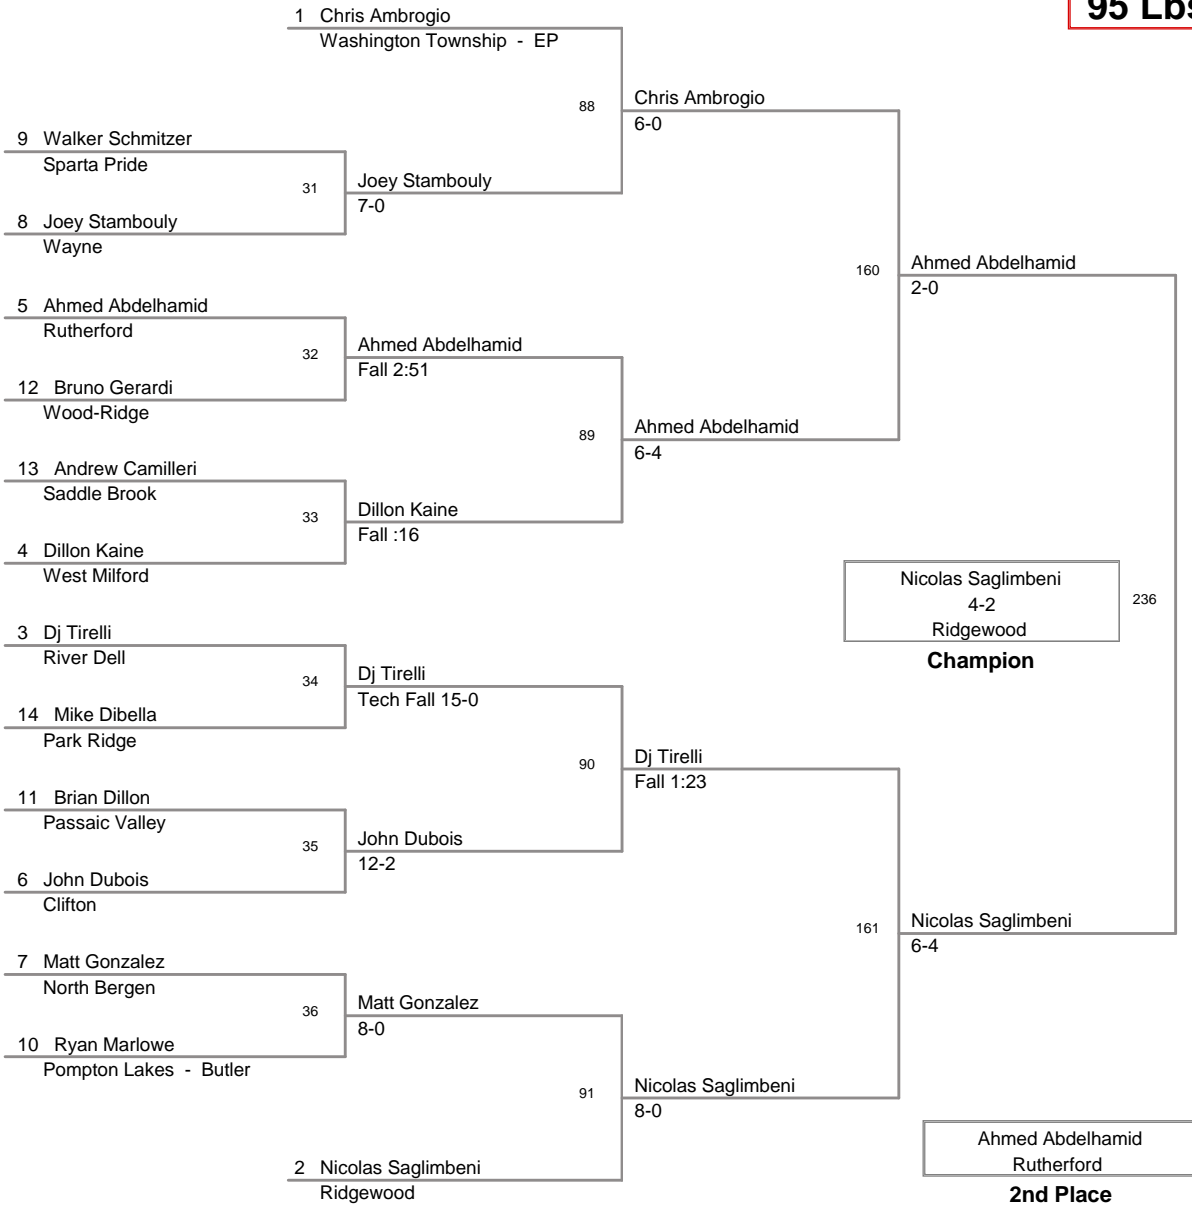 95 Lbs
1 Chris Ambrogio
Washington Township - EP
88
Chris Ambrogio
6-0
9 Walker Schmitzer
Sparta Pride
31
Joey Stambouly
7-0
8 Joey Stambouly
Wayne
160
Ahmed Abdelhamid
2-0
5 Ahmed Abdelhamid
Rutherford
32
Ahmed Abdelhamid
Fall 2:51
12 Bruno Gerardi
Wood-Ridge
89
Ahmed Abdelhamid
6-4
13 Andrew Camilleri
Saddle Brook
33
Dillon Kaine
Fall :16
4 Dillon Kaine
West Milford
Nicolas Saglimbeni
4-2
Ridgewood
236
Champion
3 Dj Tirelli
River Dell
34
Dj Tirelli
Tech Fall 15-0
14 Mike Dibella
Park Ridge
90
Dj Tirelli
Fall 1:23
11 Brian Dillon
Passaic Valley
35
John Dubois
12-2
6 John Dubois
Clifton
161
Nicolas Saglimbeni
6-4
7 Matt Gonzalez
North Bergen
36
Matt Gonzalez
8-0
10 Ryan Marlowe
Pompton Lakes - Butler
91
Nicolas Saglimbeni
8-0
2 Nicolas Saglimbeni
Ridgewood
Ahmed Abdelhamid
Rutherford
2nd Place